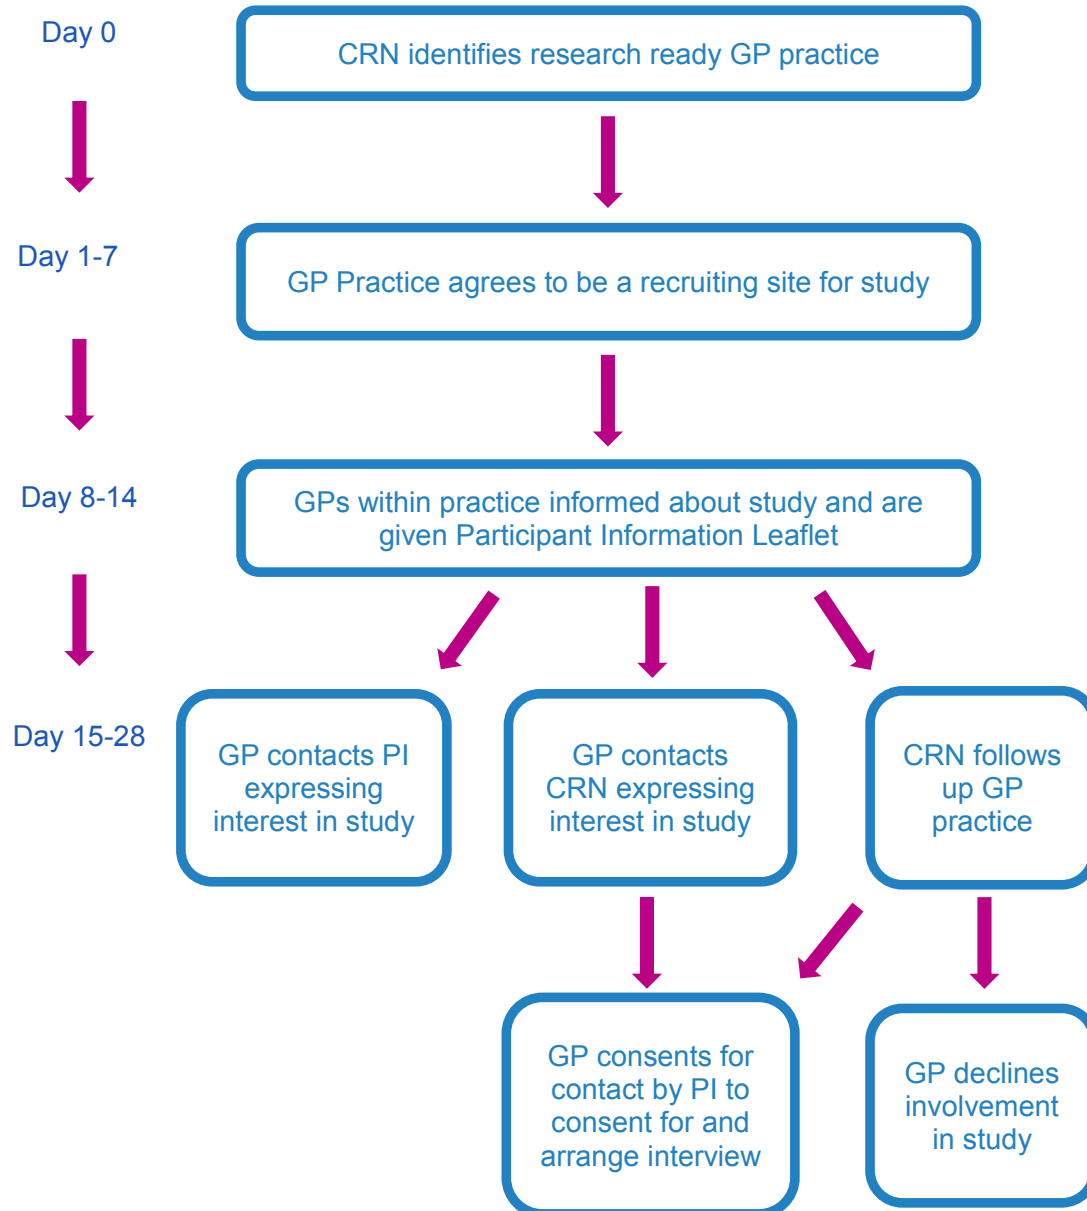 Day 0
CRN identifies research ready GP practice
Day 1-7
GP Practice agrees to be a recruiting site for study
Day 8-14
GPs within practice informed about study and are
given Participant Information Leaflet
Day 15-28
GP contacts PI
expressing
interest in study
GP contacts
CRN expressing
interest in study
CRN follows
up GP
practice
GP consents for
contact by PI to
consent for and
arrange interview
GP declines
involvement
in study